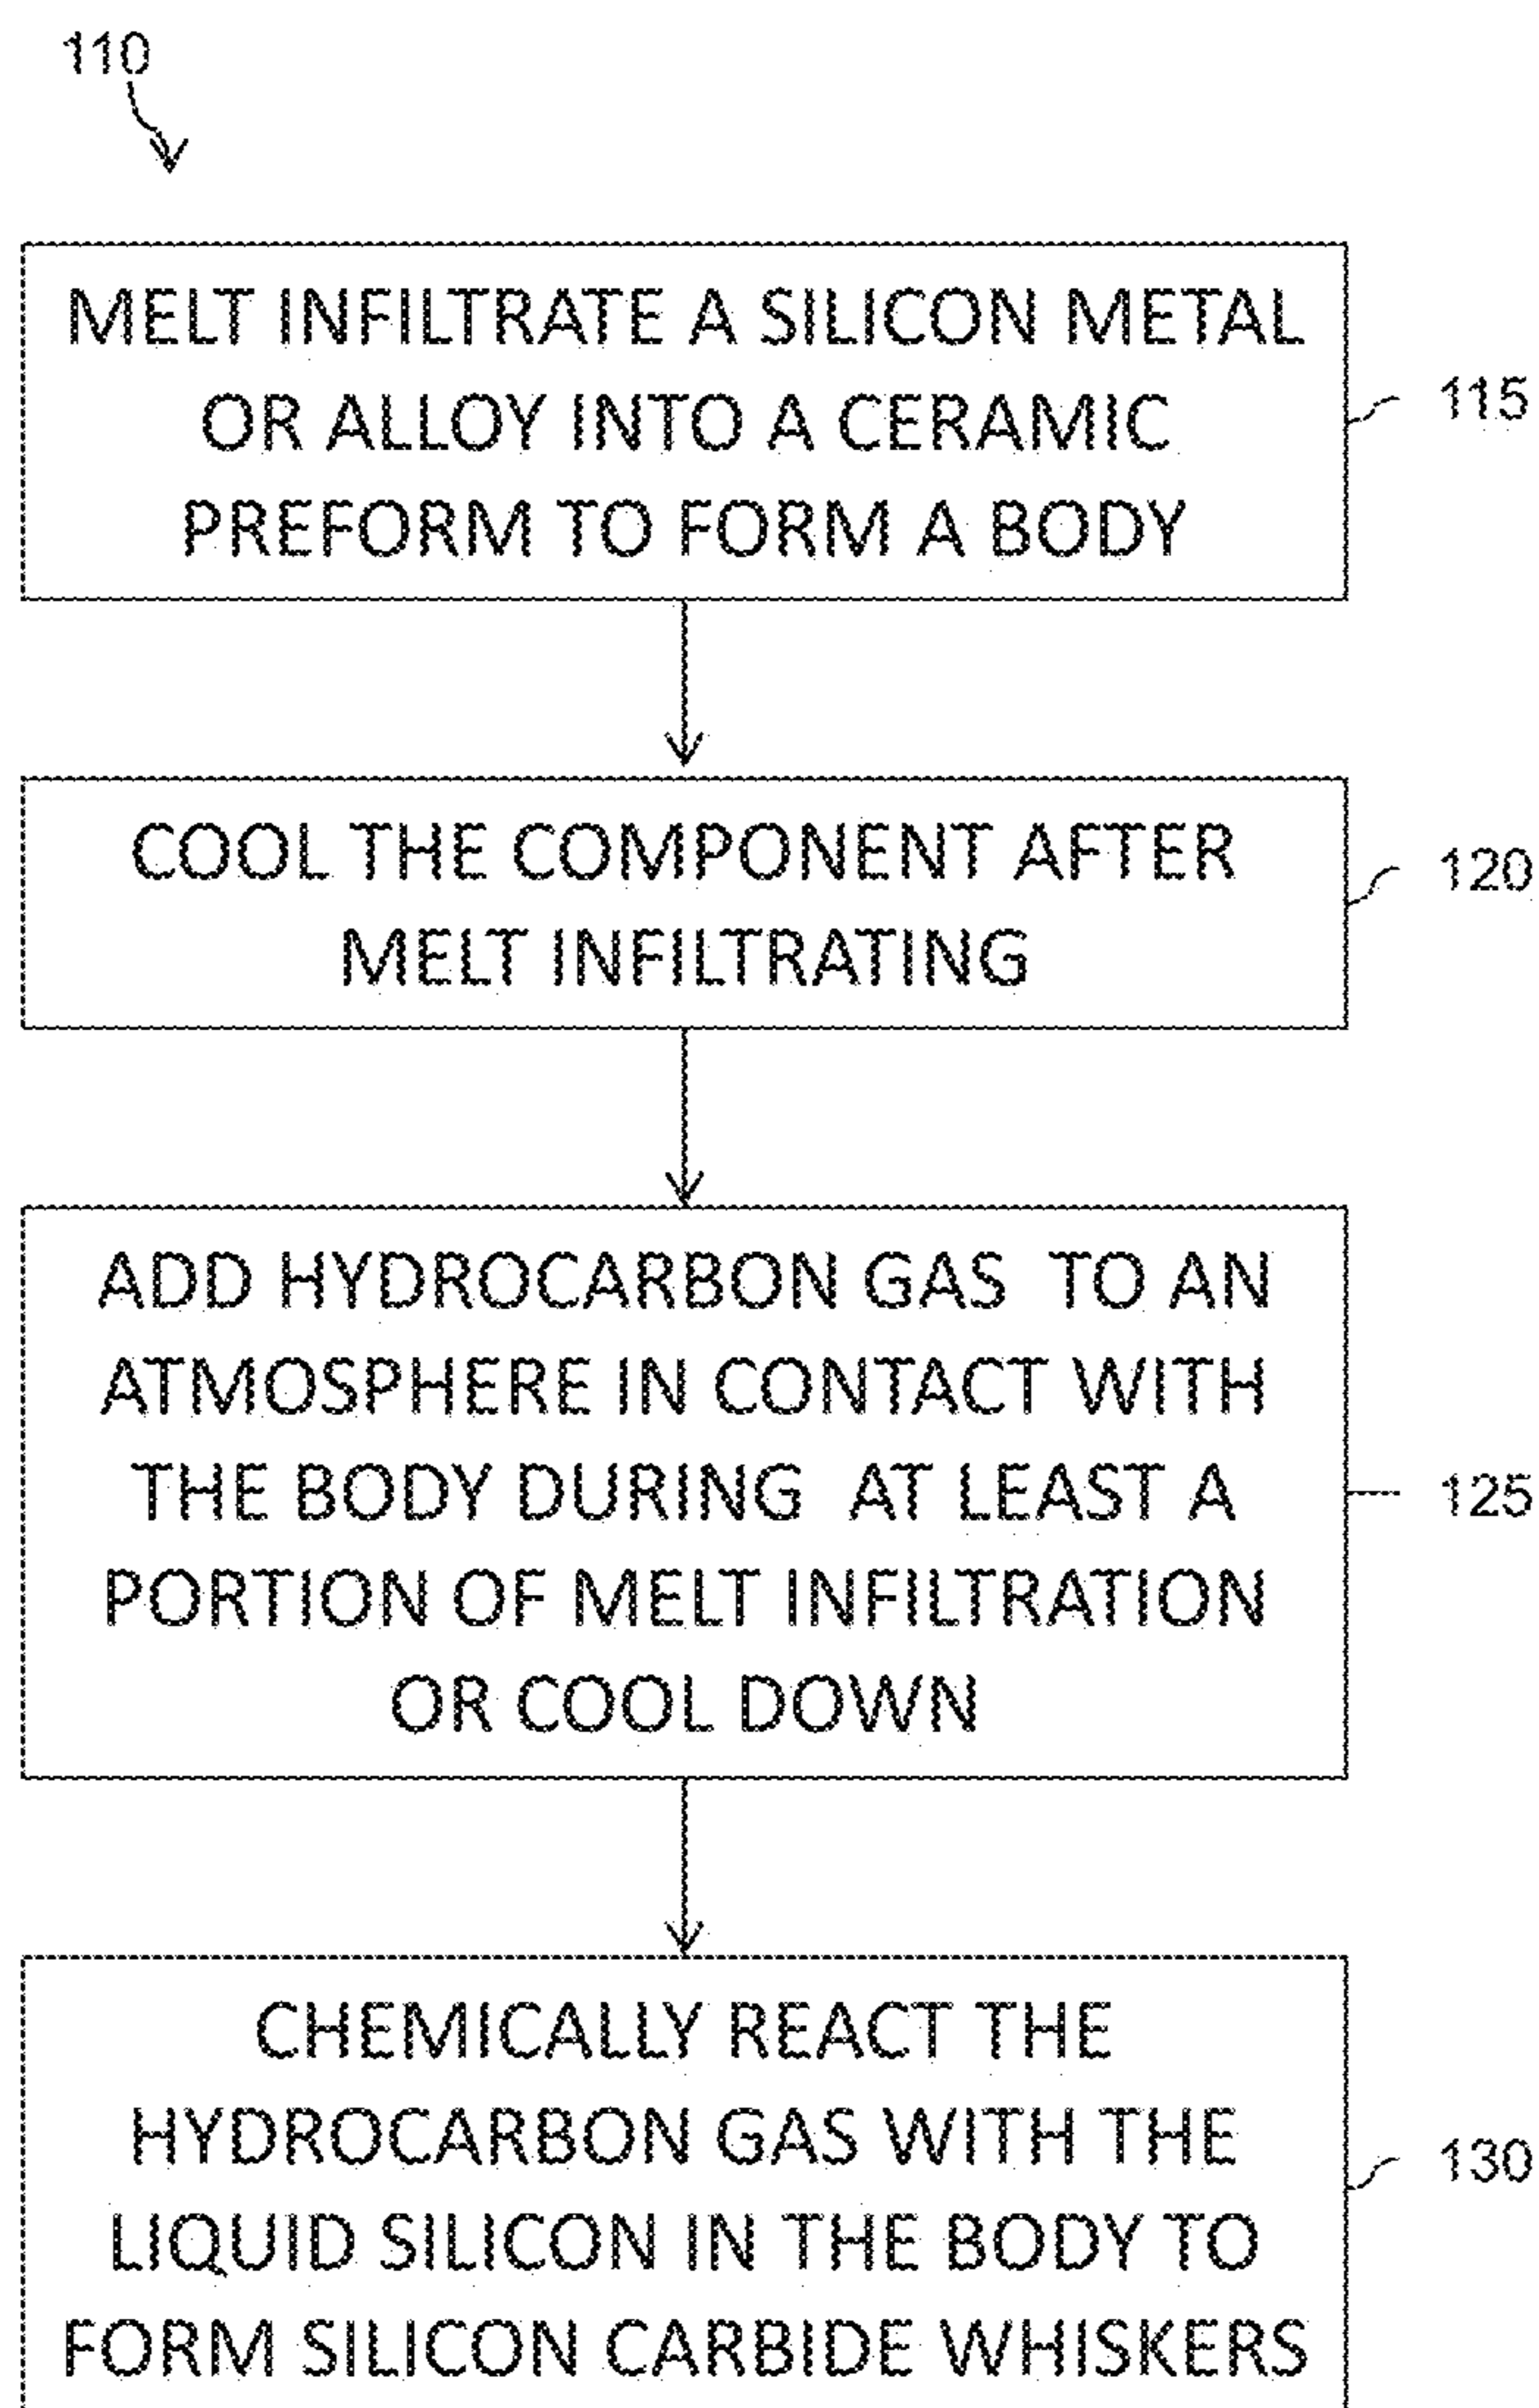 110
MELT INFILTRATE A SILICON METAL
OR ALLOY INTO A CERAMIC
PREFORM TO FORM A BODY
115
COOL THE COMPONENT AFTER
MELT INFILTRATING
120
ADD HYDROCARBON GAS TO AN
ATMOSPHERE IN CONTACT WITH
THE BODY DURING AT LEAST A
PORTION OF MELT INFILTRATION
OR COOL DOWN
125
CHEMICALLY REACT THE
HYDROCARBON GAS WITH THE
LIQUID SILICON IN THE BODY TO
FORM SILICON CARBIDE WHISKERS
130